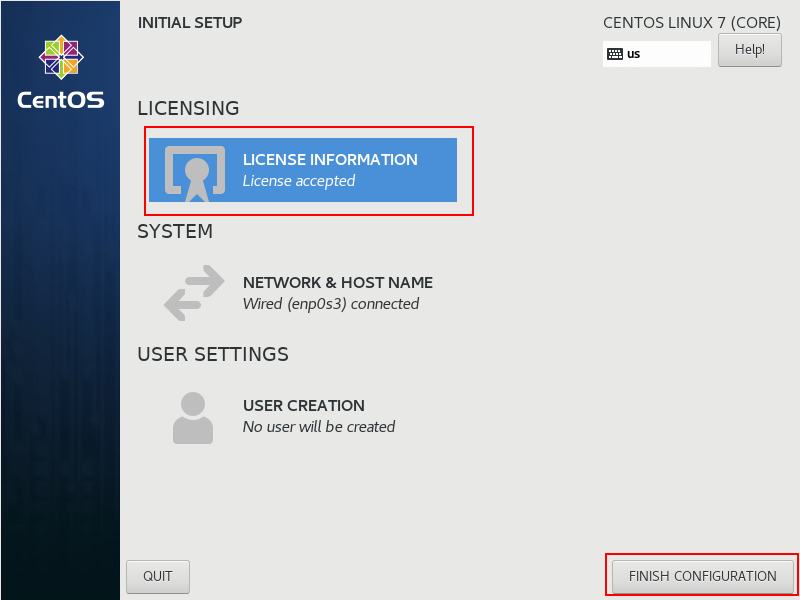 CentOS
INITIAL SETUP
CENTOS LINUX 7 (CORE)
us
Help!
LICENSING
LICENSE INFORMATION
License accepted
SYSTEM
NETWORK & HOST NAME
Wired (enp0s3) connected
USER SETTINGS
USER CREATION
No user will be created
QUIT
FINISH CONFIGURATION